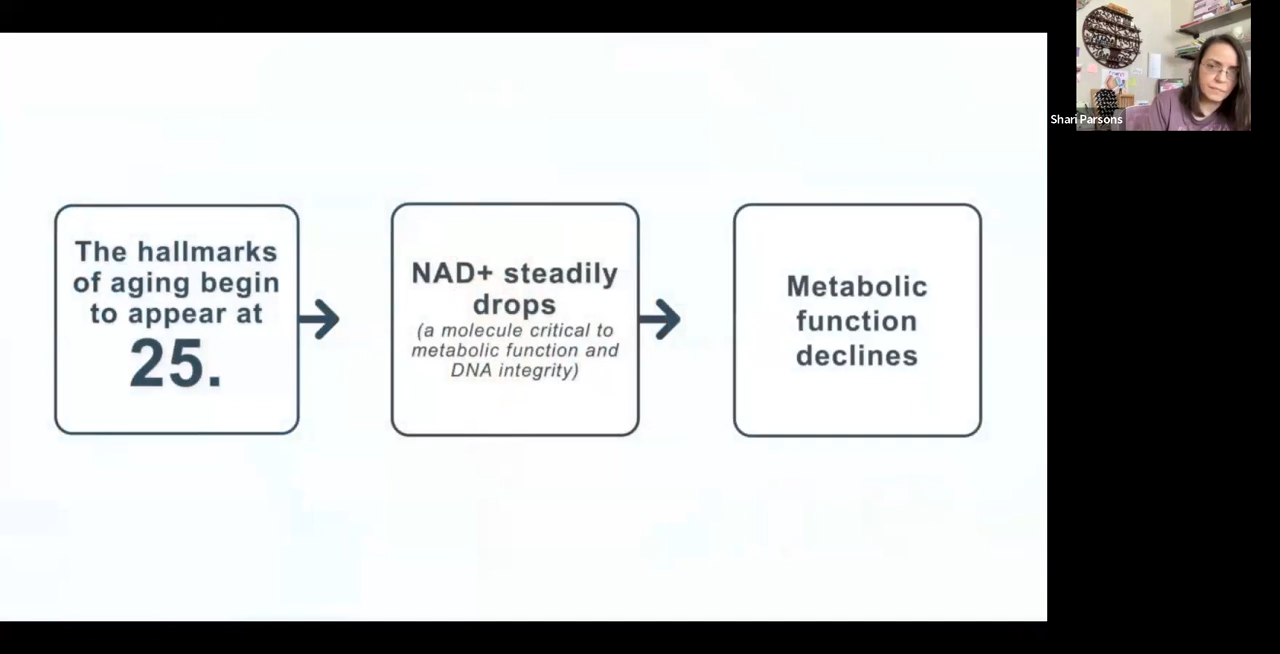 The hallmarks
of aging begin
to appear at
25.
NAD+ steadily
drops
(a molecule critical to
metabolic function and
DNA integrity)
Metabolic
function
declines
Shari Parsons